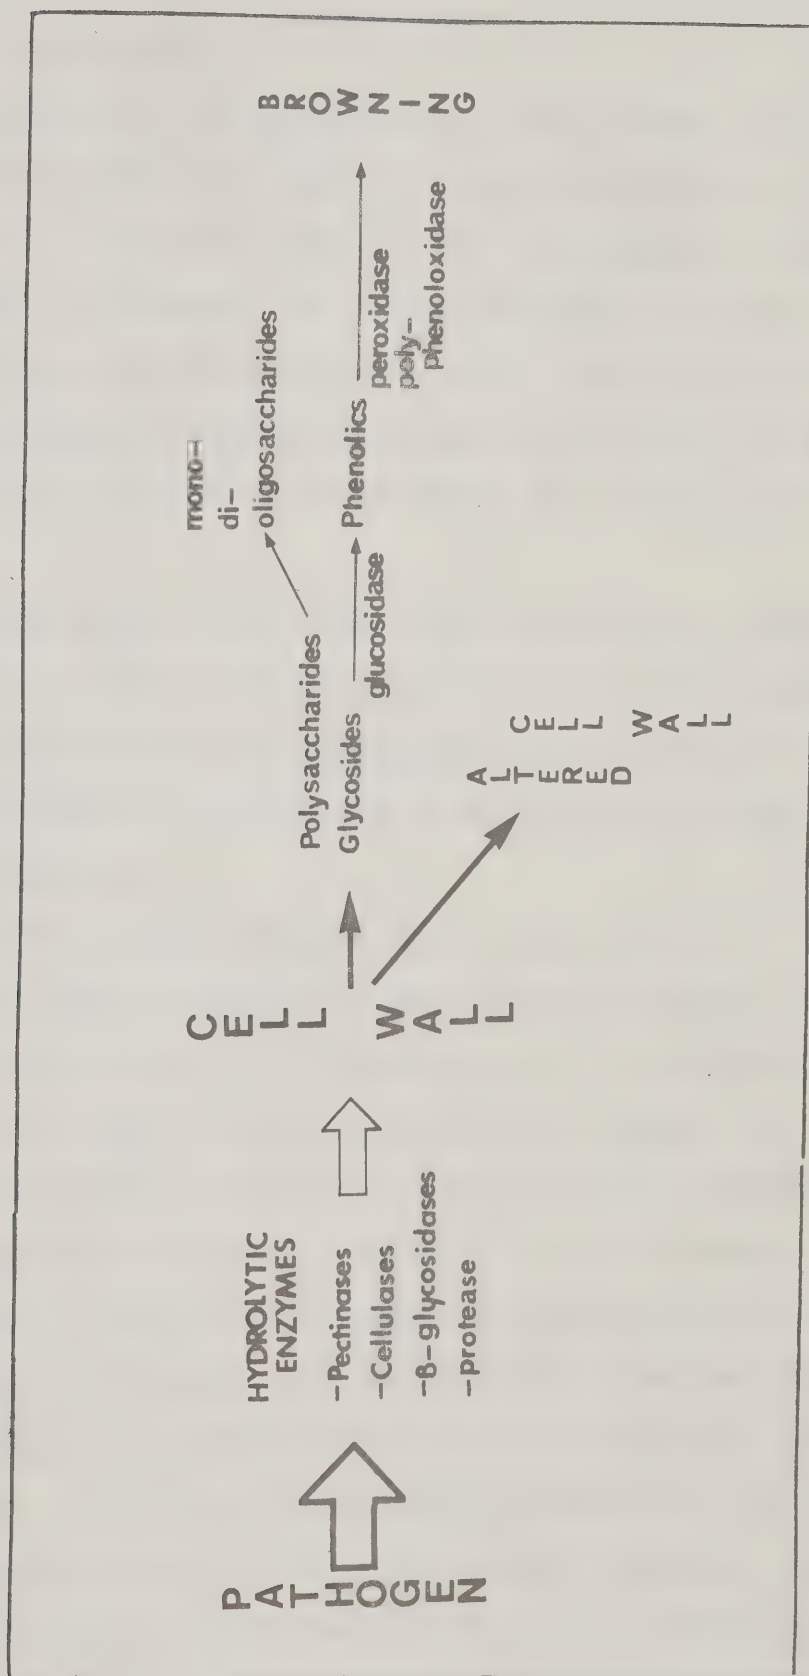 PATHOGEN
HYDROLYTIC
ENZYMES
-Pectinases
-Cellulases
-B-glycosidases
-protease
CELL WALL
Polysaccharides
Glycosides
glucosidase
mono-
di-
oligosaccharides
Phenolics
peroxidase
poly-
phenoloxidase
BROWNING
ALTERED
CELL WALL